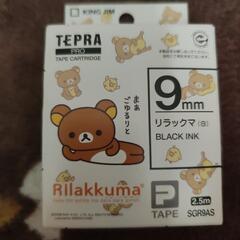 KING JIM
TEPRA
PRO
TAPE CARTRIDGE
9mm
リラックマ(白)
BLACK INK
まぁ
ごゆるりと
Rilakkuma
P
TAPE
2.5m
SGR9AS